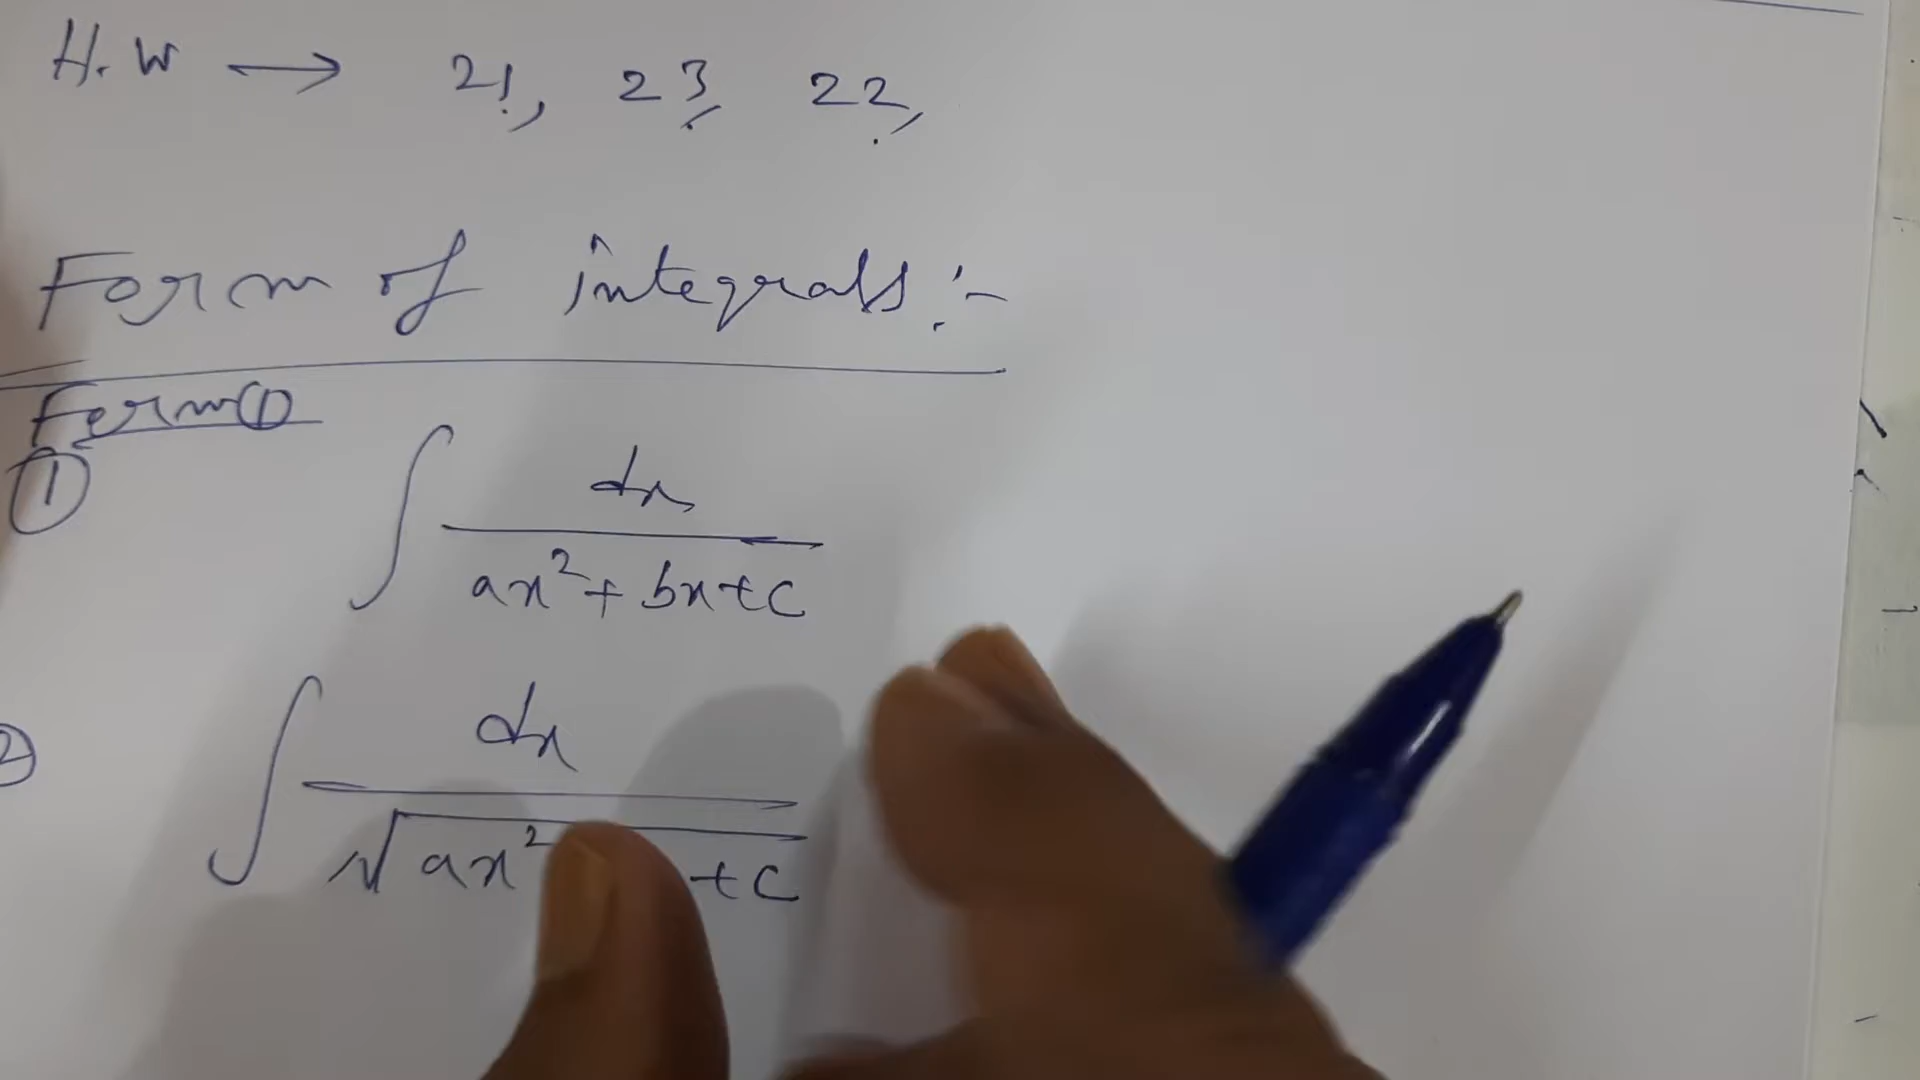 H.W → 21, 23, 22,
Form of integrals :-
Form ①
① ∫ dx / ax² + bx + c
② ∫ dx / √ ax² + c